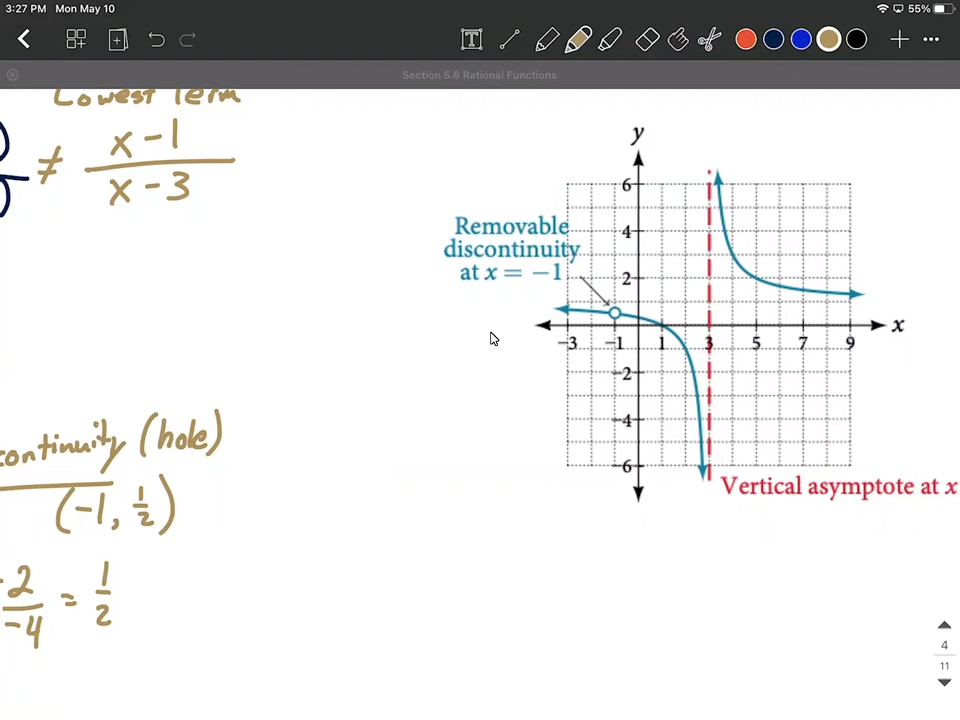 3:27 PM Mon May 10
55%
Section 5.6 Rational Functions
Lowest Term
≠ x-1
x-3
continuity (hole)
(-1, 1/2)
-2/-4 = 1/2
y
Removable
discontinuity
at x = −1
6
4
2
−2
−4
−6
−3 −1 1 3 5 7 9
x
Vertical asymptote at x
4
11